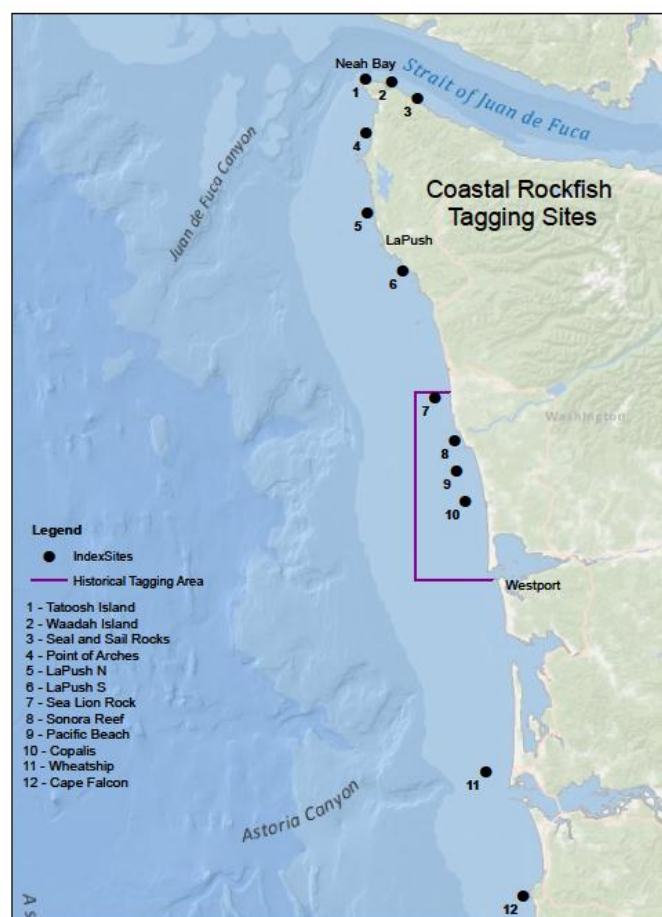 Neah Bay
1
2
3
Strait of Juan de Fuca
4
Juan de Fuca Canyon
Coastal Rockfish
Tagging Sites
5
LaPush
6
7
Washington
8
9
10
Legend
IndexSites
Historical Tagging Area
Westport
1 - Tatoosh Island
2 - Waadah Island
3 - Seal and Sail Rocks
4 - Point of Arches
5 - LaPush N
6 - LaPush S
7 - Sea Lion Rock
8 - Sonora Reef
9 - Pacific Beach
10 - Copalis
11 - Wheatship
12 - Cape Falcon
11
Astoria Canyon
12